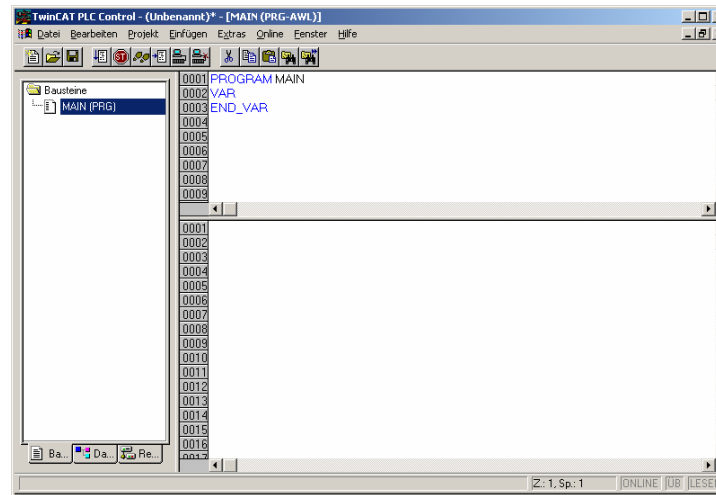 TwinCAT PLC Control - (Unbenannt)* - [MAIN (PRG-AWL)]
Datei Bearbeiten Projekt Einfügen Extras Online Fenster Hilfe
Bausteine
MAIN (PRG)
0001 PROGRAM MAIN
0002 VAR
0003 END_VAR
0004
0005
0006
0007
0008
0009
0001
0002
0003
0004
0005
0006
0007
0008
0009
0010
0011
0012
0013
0014
0015
0016
0017
Ba... Da... Re...
Z.: 1, Sp.: 1 ONLINE ÜB LESEN